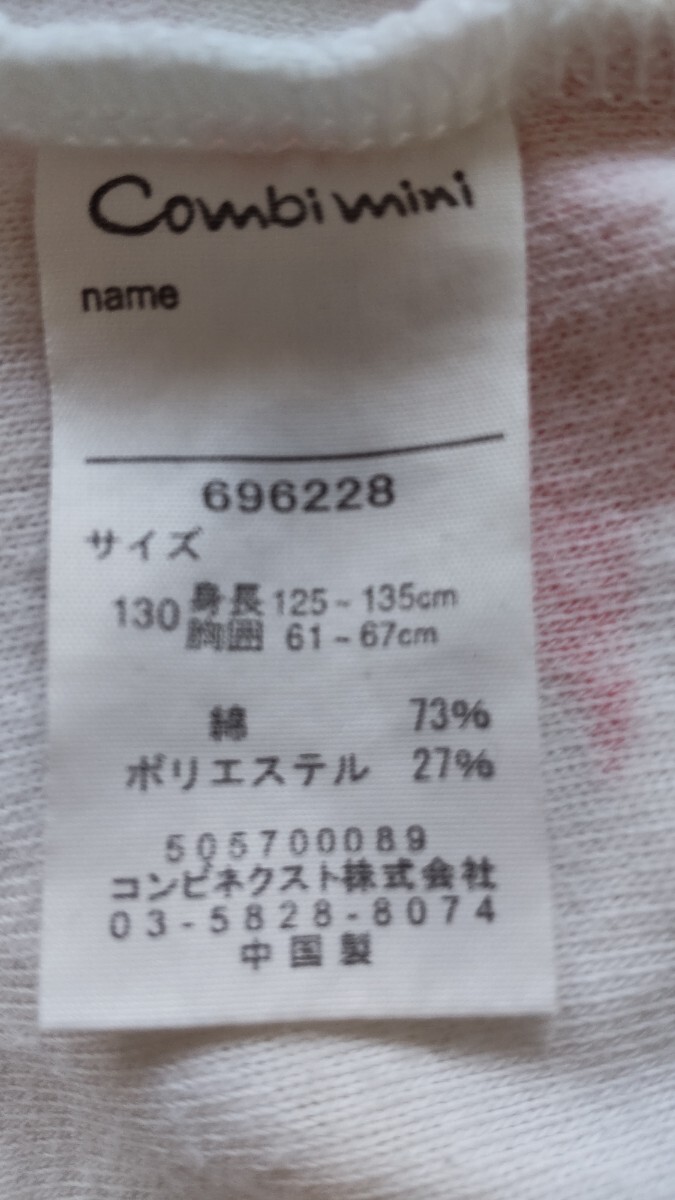 Combi mini
name
696228
サイズ
130 身長 125~135cm
胸囲 61~67cm
綿 73%
ポリエステル 27%
505700089
コンビネクスト株式会社
03-5828-8074
中国製